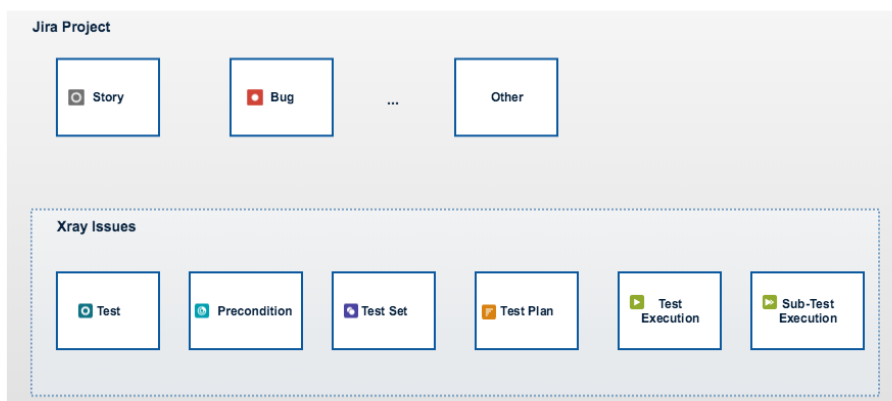 Jira Project
Story
Bug
...
Other
Xray Issues
Test
Precondition
Test Set
Test Plan
Test
Execution
Sub-Test
Execution